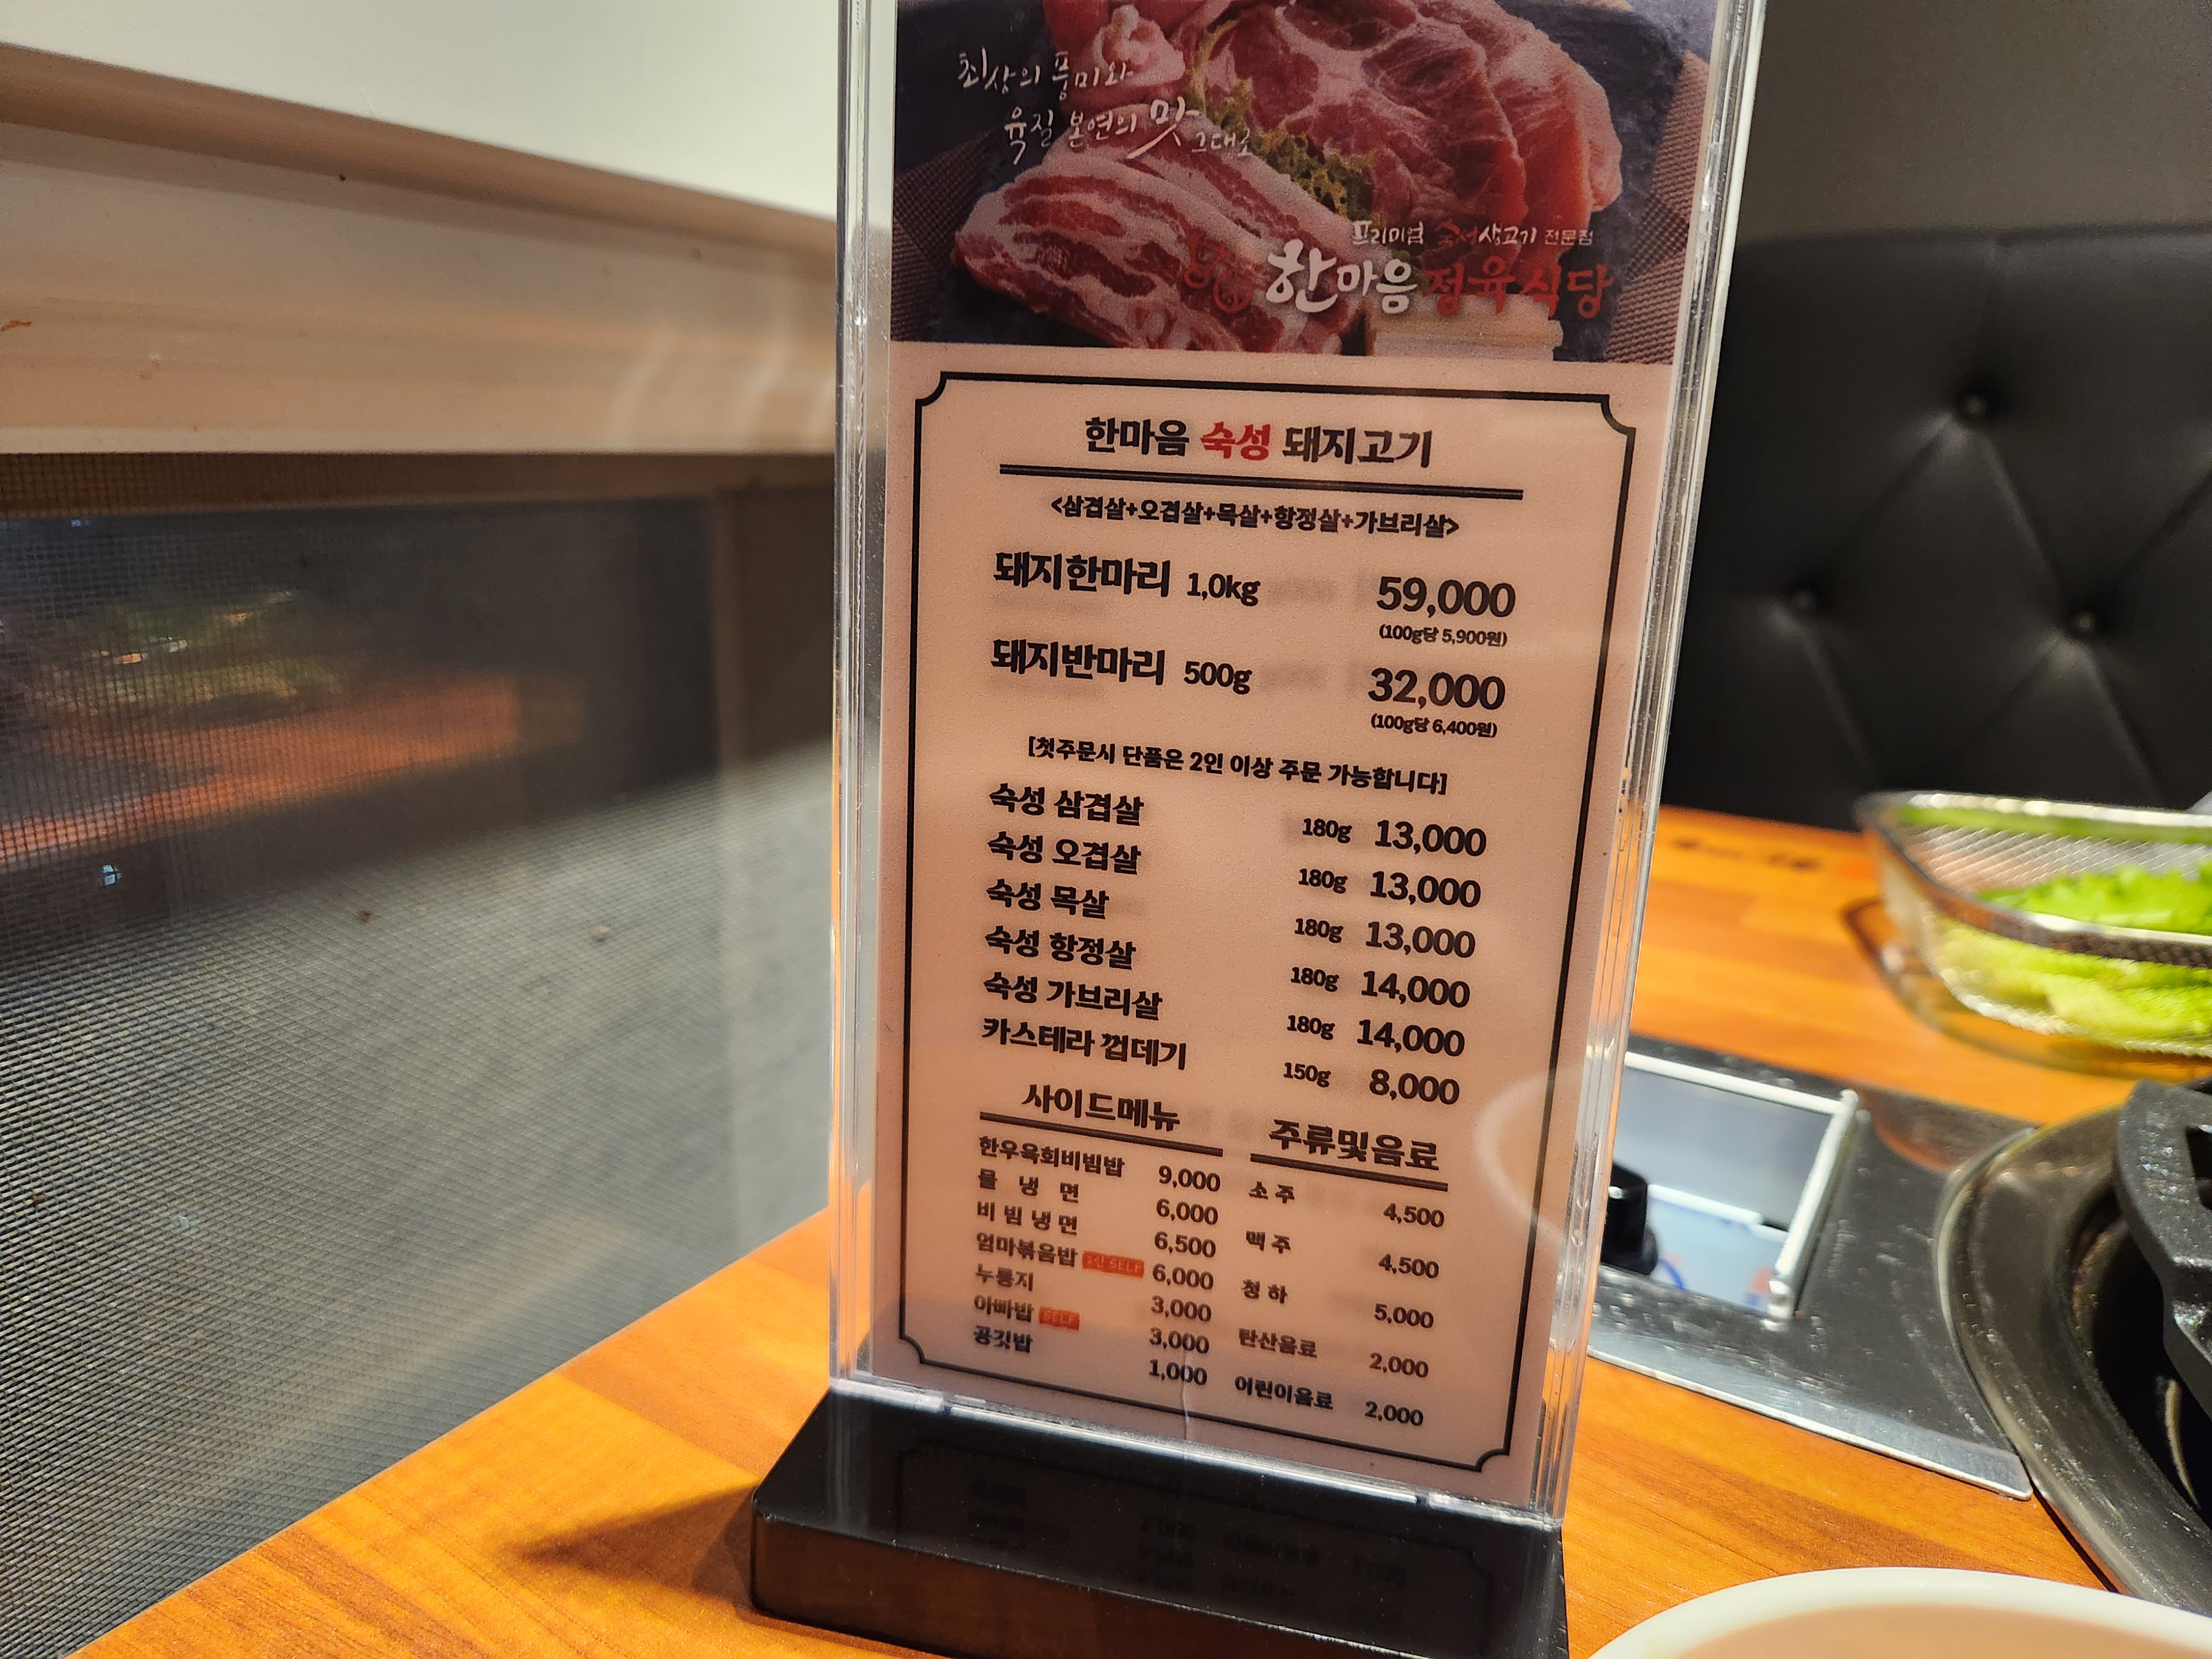 최상의 풍미와
육질 본연의 맛 그대로
프리미엄 숙성생고기 전문점
한마음 정육식당
한마음 숙성 돼지고기
<삼겹살+오겹살+목살+항정살+가브리살>
돼지한마리 1,0kg 59,000
(100g당 5,900원)
돼지반마리 500g 32,000
(100g당 6,400원)
[첫주문시 단품은 2인 이상 주문 가능합니다]
숙성 삼겹살 180g 13,000
숙성 오겹살 180g 13,000
숙성 목살 180g 13,000
숙성 항정살 180g 14,000
숙성 가브리살 180g 14,000
카스테라 껍데기 150g 8,000
사이드메뉴
한우육회비빔밥 9,000
물 냉 면 6,000
비빔냉면 6,500
엄마볶음밥 2인 SELF 6,000
누룽지 3,000
아빠밥 SELF 3,000
공깃밥 1,000
주류및음료
소주 4,500
맥주 4,500
청하 5,000
탄산음료 2,000
어린이음료 2,000